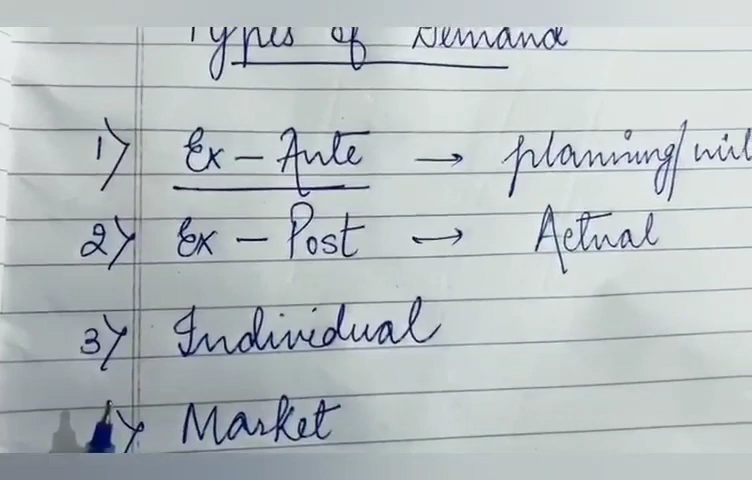 Types of Demand
1) Ex - Ante → planning/
2) Ex - Post → Actual
3) Individual
) Market